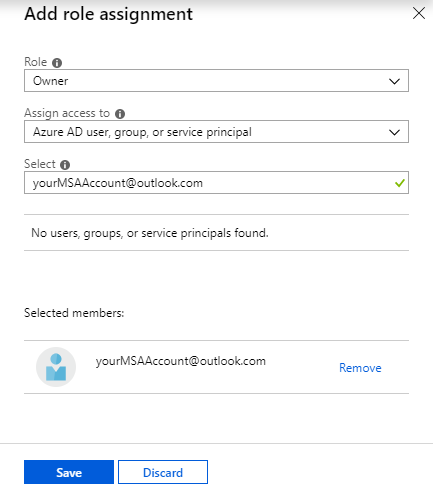 Add role assignment
Role
Owner
Assign access to
Azure AD user, group, or service principal
Select
yourMSAAccount@outlook.com
No users, groups, or service principals found.
Selected members:
yourMSAAccount@outlook.com
Remove
Save Discard